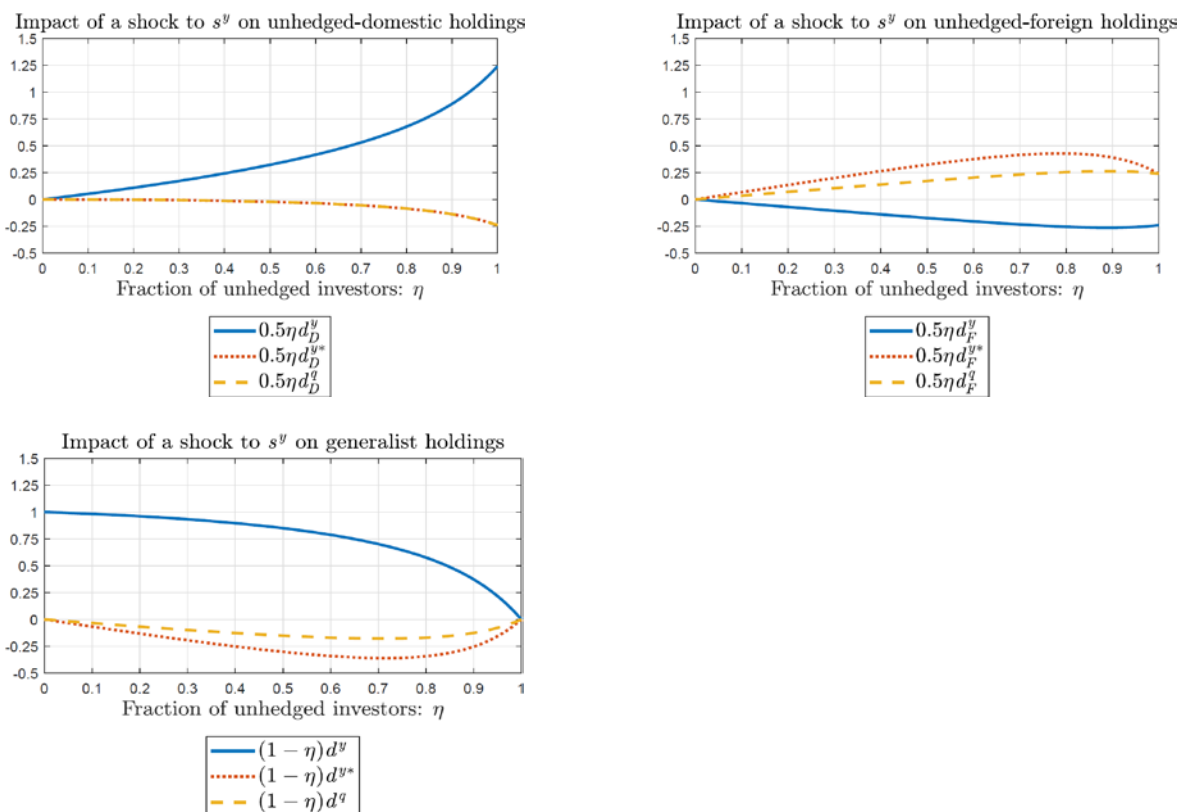 Impact of a shock to s^y on unhedged-domestic holdings
1.5
1.25
1
0.75
0.5
0.25
0
-0.25
-0.5
0 0.1 0.2 0.3 0.4 0.5 0.6 0.7 0.8 0.9 1
Fraction of unhedged investors: η
0.5ηd_D^y
0.5ηd_D^{y*}
0.5ηd_D^q
Impact of a shock to s^y on unhedged-foreign holdings
1.5
1.25
1
0.75
0.5
0.25
0
-0.25
-0.5
0 0.1 0.2 0.3 0.4 0.5 0.6 0.7 0.8 0.9 1
Fraction of unhedged investors: η
0.5ηd_F^y
0.5ηd_F^{y*}
0.5ηd_F^q
Impact of a shock to s^y on generalist holdings
1.5
1.25
1
0.75
0.5
0.25
0
-0.25
-0.5
0 0.1 0.2 0.3 0.4 0.5 0.6 0.7 0.8 0.9 1
Fraction of unhedged investors: η
(1 − η)d^y
(1 − η)d^{y*}
(1 − η)d^q